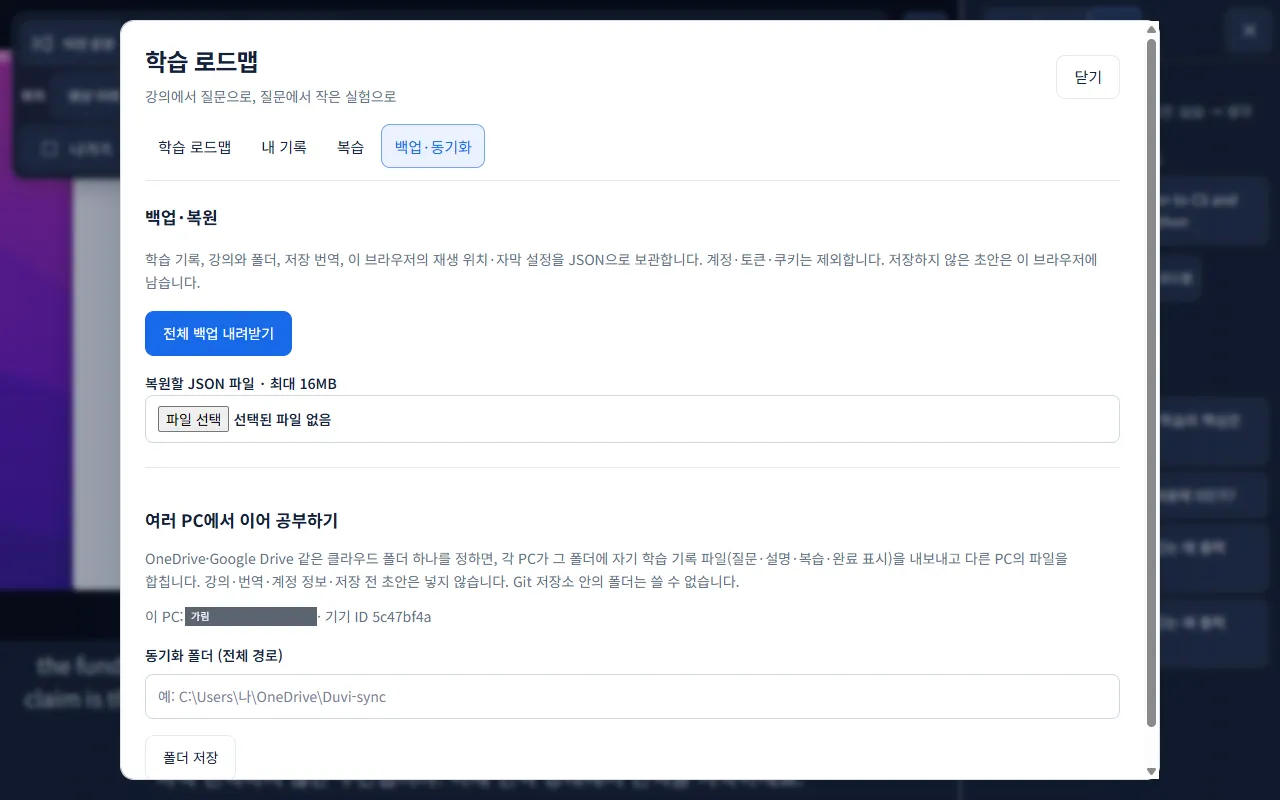 학습 로드맵
닫기
강의에서 질문으로, 질문에서 작은 실험으로
학습 로드맵 내 기록 복습 백업·동기화
백업·복원
학습 기록, 강의와 폴더, 저장 번역, 이 브라우저의 재생 위치·자막 설정을 JSON으로 보관합니다. 계정·토큰·쿠키는 제외합니다. 저장하지 않은 초안은 이 브라우저에
남습니다.
전체 백업 내려받기
복원할 JSON 파일 · 최대 16MB
파일 선택 선택된 파일 없음
여러 PC에서 이어 공부하기
OneDrive·Google Drive 같은 클라우드 폴더 하나를 정하면, 각 PC가 그 폴더에 자기 학습 기록 파일(질문·설명·복습·완료 표시)을 내보내고 다른 PC의 파일을
합칩니다. 강의·번역·계정 정보·저장 전 초안은 넣지 않습니다. Git 저장소 안의 폴더는 쓸 수 없습니다.
이 PC: 가림 · 기기 ID 5c47bf4a
동기화 폴더 (전체 경로)
예: C:\Users\나\OneDrive\Duvi-sync
폴더 저장
the fund
claim is th